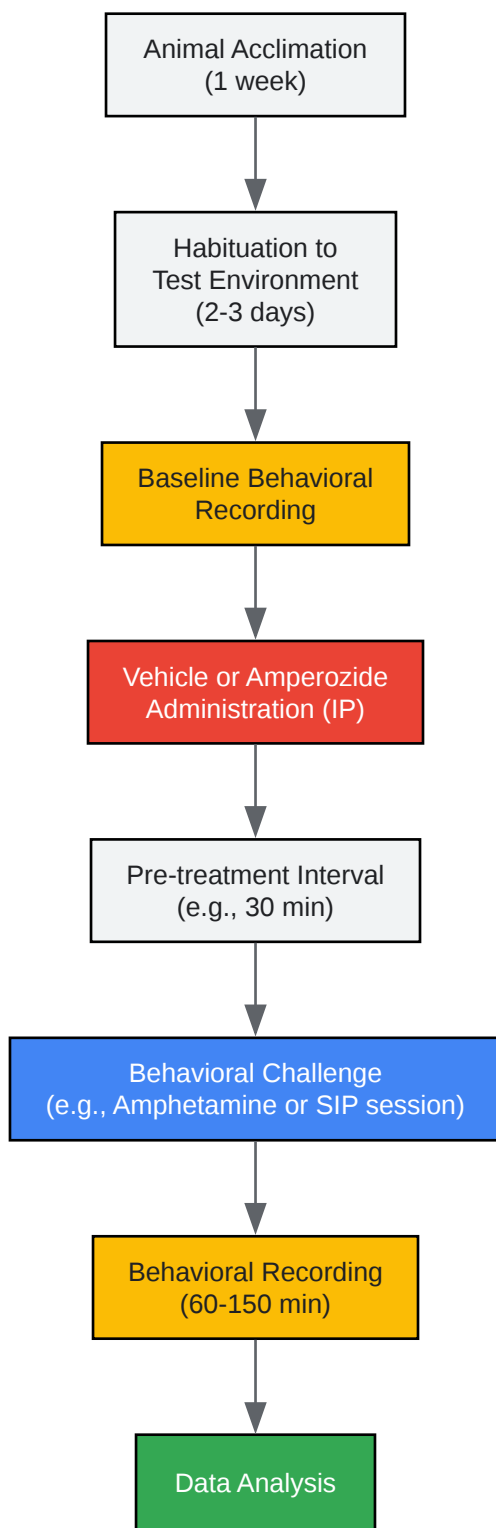 Animal Acclimation
(1 week)
Habituation to
Test Environment
(2-3 days)
Baseline Behavioral
Recording
Vehicle or Amperozide
Administration (IP)
Pre-treatment Interval
(e.g., 30 min)
Behavioral Challenge
(e.g., Amphetamine or SIP session)
Behavioral Recording
(60-150 min)
Data Analysis